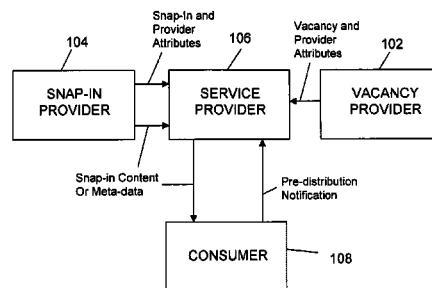 Snap-In and
Provider
Attributes
104
106
Vacancy and
Provider
Attributes
102
SNAP-IN
PROVIDER
SERVICE
PROVIDER
VACANCY
PROVIDER
Snap-in Content
Or Meta-data
Pre-distribution
Notification
CONSUMER
108